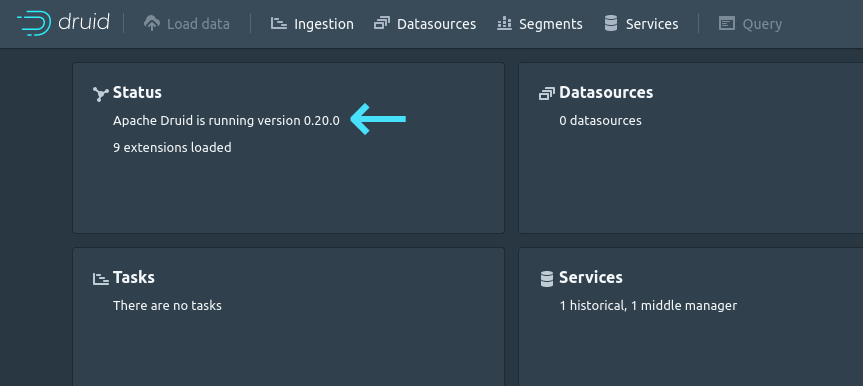 druid Load data Ingestion Datasources Segments Services Query
Status
Apache Druid is running version 0.20.0
9 extensions loaded
Datasources
0 datasources
Tasks
There are no tasks
Services
1 historical, 1 middle manager